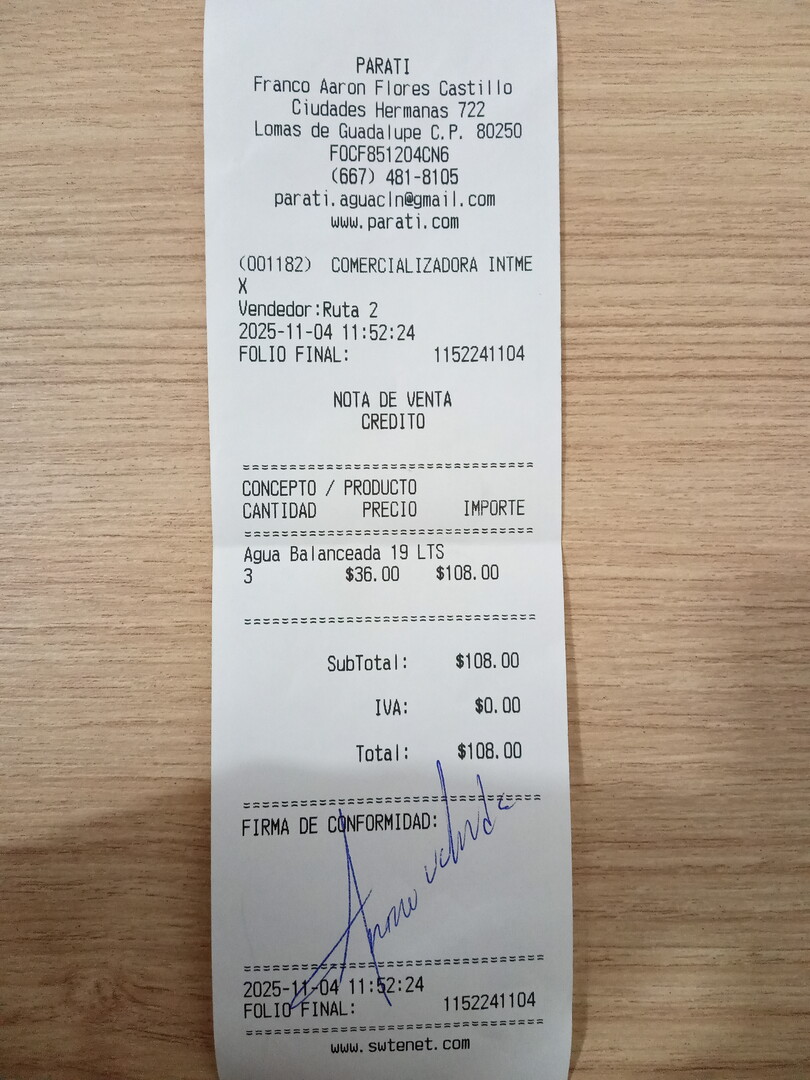 PARATI
Franco Aaron Flores Castillo
Ciudades Hermanas 722
Lomas de Guadalupe C.P. 80250
FOCF851204CN6
(667) 481-8105
parati.aguacln@gmail.com
www.parati.com
(001182) COMERCIALIZADORA INTME
X
Vendedor:Ruta 2
2025-11-04 11:52:24
FOLIO FINAL: 1152241104
NOTA DE VENTA
CREDITO
==============================
CONCEPTO / PRODUCTO
CANTIDAD PRECIO IMPORTE
==============================
Agua Balanceada 19 LTS
3 $36.00 $108.00
==============================
SubTotal: $108.00
IVA: $0.00
Total: $108.00
==============================
FIRMA DE CONFORMIDAD:
==============================
2025-11-04 11:52:24
FOLIO FINAL: 1152241104
==============================
www.swtenet.com